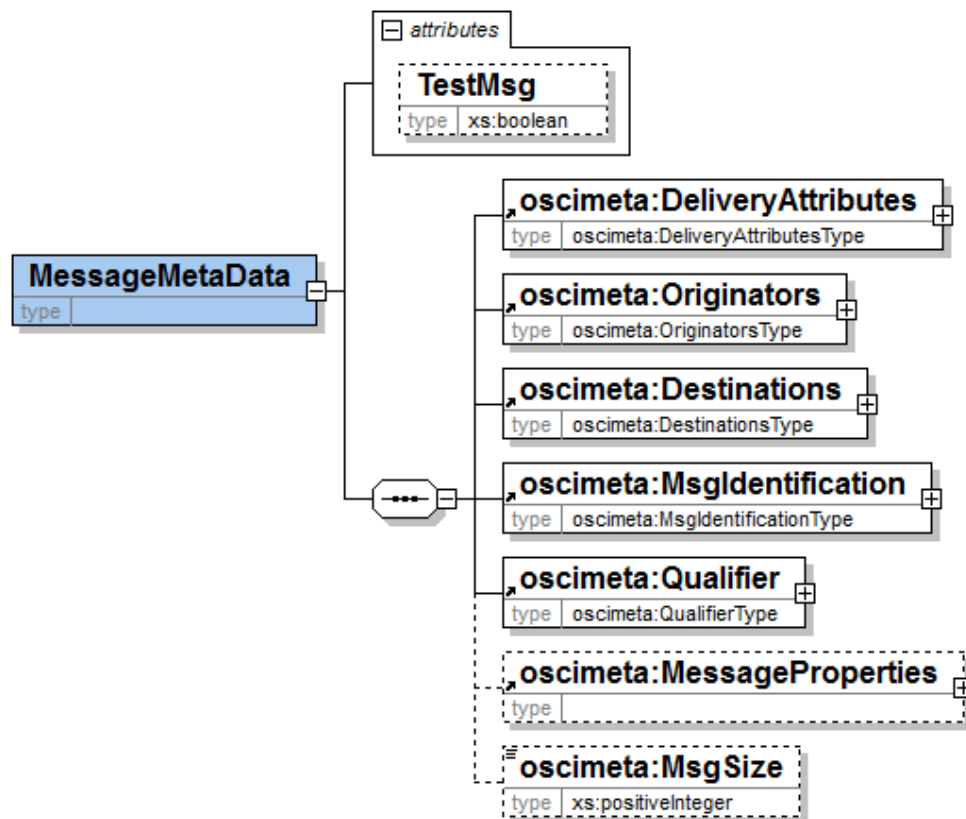 attributes
TestMsg
type xs:boolean
oscimeta:DeliveryAttributes
type oscimeta:DeliveryAttributesType
MessageMetaData
type
oscimeta:Originators
type oscimeta:OriginatorsType
oscimeta:Destinations
type oscimeta:DestinationsType
oscimeta:MsgIdentification
type oscimeta:MsgIdentificationType
oscimeta:Qualifier
type oscimeta:QualifierType
oscimeta:MessageProperties
type
oscimeta:MsgSize
type xs:positiveInteger